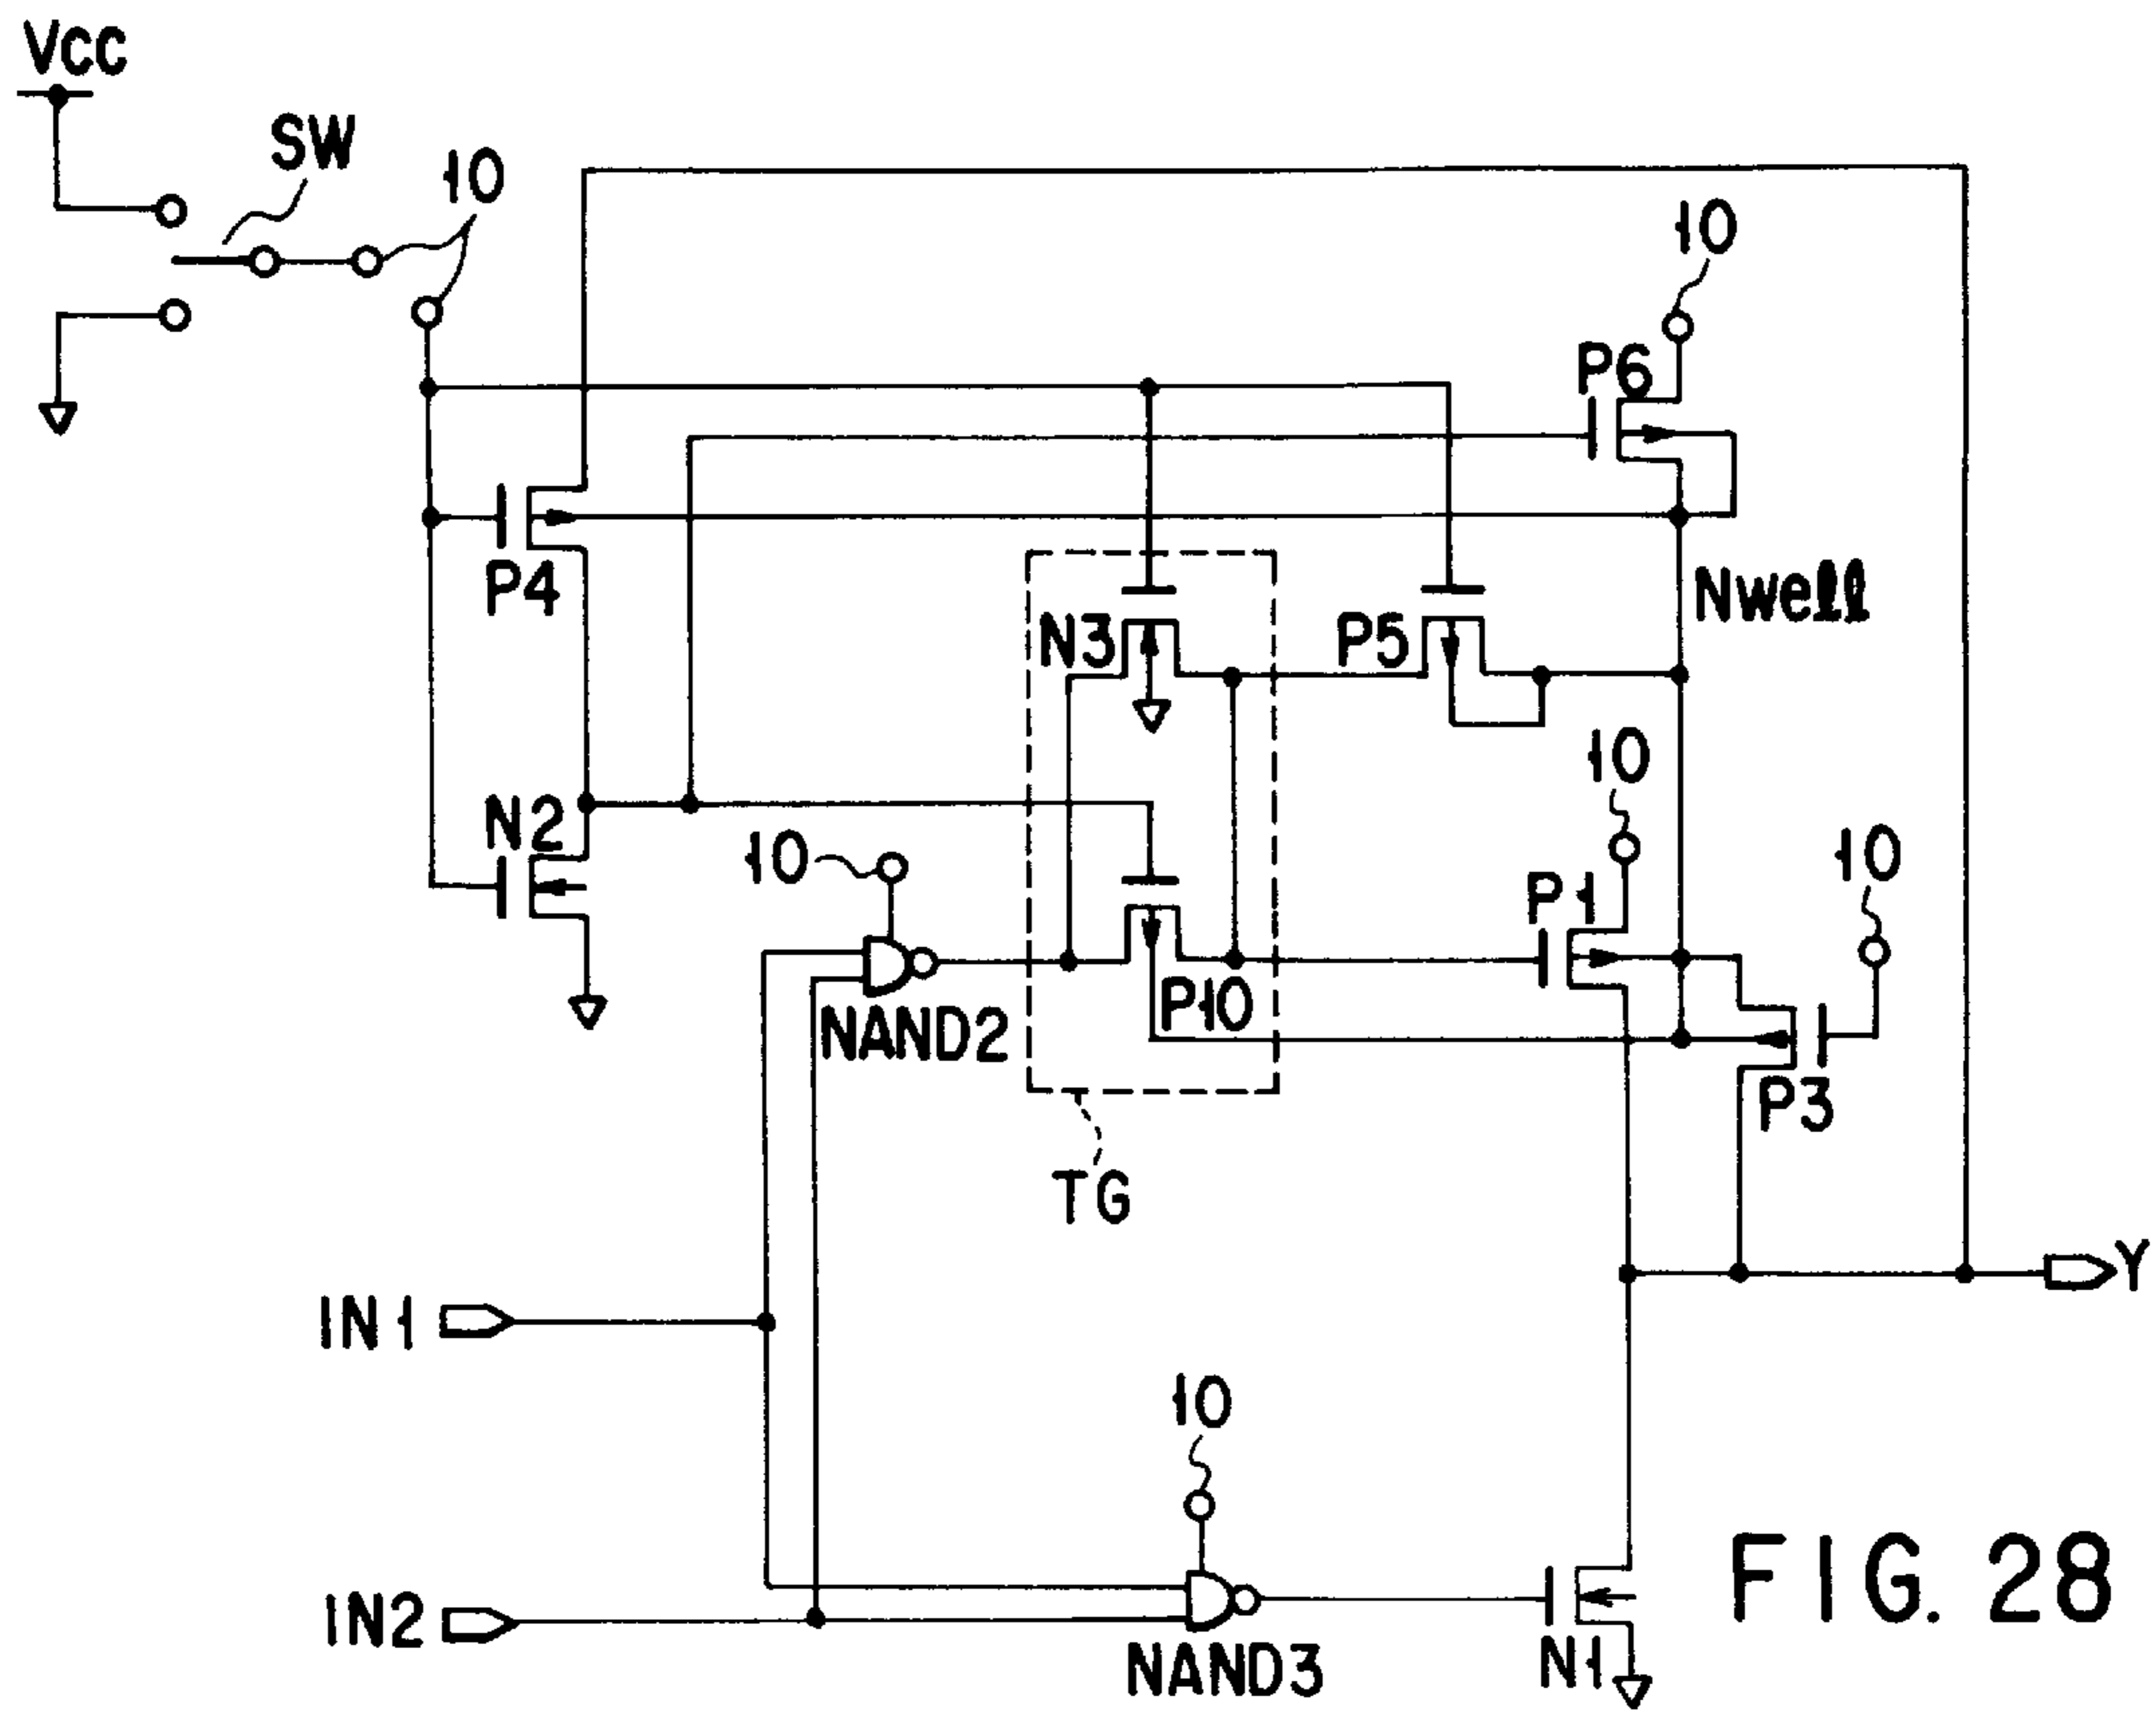 VCC
SW
10
10
P6
P4
Nwell
N3
P5
10
N2
10
P1
10
NAND2
P10
P3
TG
Y
IN1
10
IN2
NAND3
N1
FIG. 28